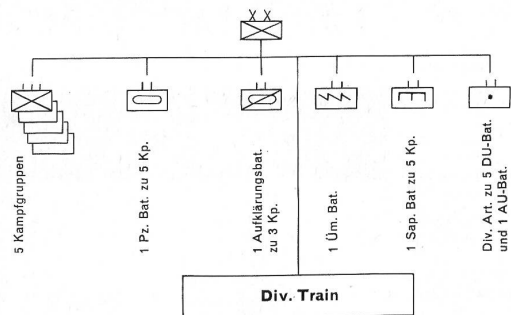 5 Kampfgruppen
1 Pz. Bat. zu 5 Kp.
1 Aufklärungsbat.
zu 3 Kp.
1 Üm. Bat.
1 Sap. Bat zu 5 Kp.
Div. Art. zu 5 DU-Bat.
und 1 AU-Bat.
Div. Train